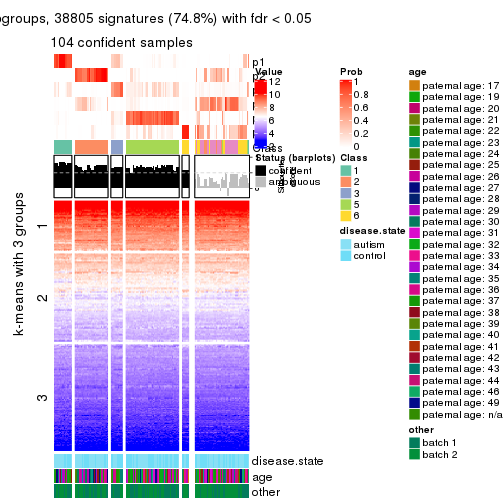 ogroups, 38805 signatures (74.8%) with fdr < 0.05
104 confident samples
p1
Class
k-means with 3 groups
1
2
3
disease.state
age
other
Value
12
10
8
6
4
2
Status (barplots)
confident
ambiguous
Prob
1
0.8
0.6
0.4
0.2
0
Class
1
2
3
5
6
disease.state
autism
control
age
paternal age: 17
paternal age: 19
paternal age: 20
paternal age: 21
paternal age: 22
paternal age: 23
paternal age: 24
paternal age: 25
paternal age: 26
paternal age: 27
paternal age: 28
paternal age: 29
paternal age: 30
paternal age: 31
paternal age: 32
paternal age: 33
paternal age: 34
paternal age: 35
paternal age: 36
paternal age: 37
paternal age: 38
paternal age: 39
paternal age: 40
paternal age: 41
paternal age: 42
paternal age: 43
paternal age: 44
paternal age: 46
paternal age: 49
paternal age: n/a
other
batch 1
batch 2